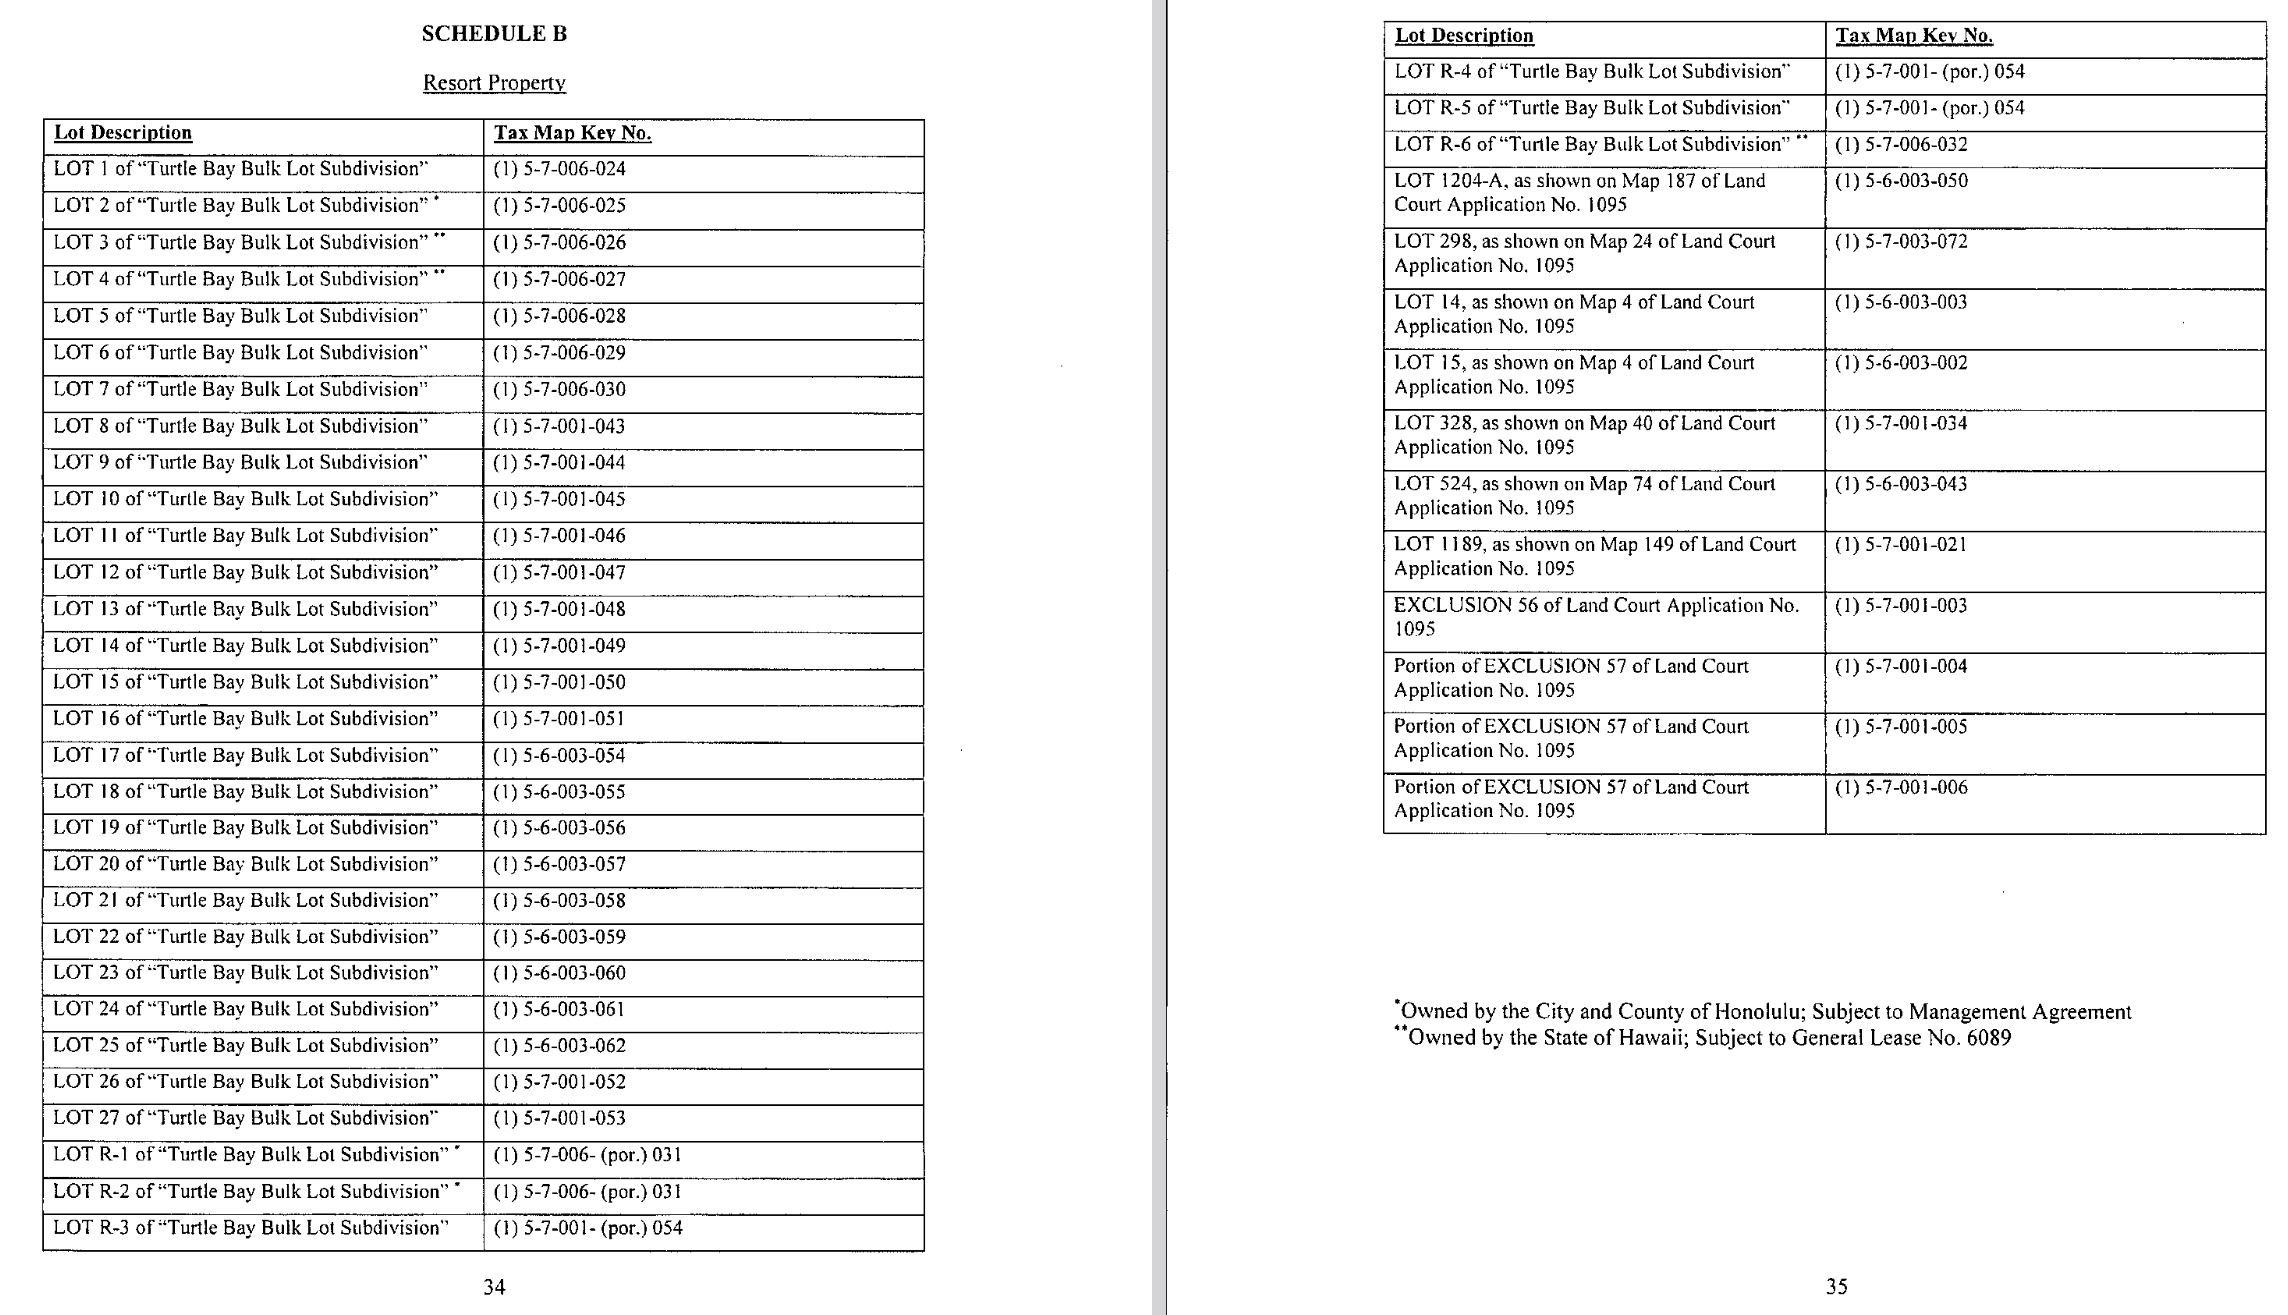 SCHEDULE B
Resort Property
Lot Description Tax Map Key No.
LOT 1 of “Turtle Bay Bulk Lot Subdivision” (1) 5-7-006-024
LOT 2 of “Turtle Bay Bulk Lot Subdivision” * (1) 5-7-006-025
LOT 3 of “Turtle Bay Bulk Lot Subdivision” ** (1) 5-7-006-026
LOT 4 of “Turtle Bay Bulk Lot Subdivision” ** (1) 5-7-006-027
LOT 5 of “Turtle Bay Bulk Lot Subdivision” (1) 5-7-006-028
LOT 6 of “Turtle Bay Bulk Lot Subdivision” (1) 5-7-006-029
LOT 7 of “Turtle Bay Bulk Lot Subdivision” (1) 5-7-006-030
LOT 8 of “Turtle Bay Bulk Lot Subdivision” (1) 5-7-001-043
LOT 9 of “Turtle Bay Bulk Lot Subdivision” (1) 5-7-001-044
LOT 10 of “Turtle Bay Bulk Lot Subdivision” (1) 5-7-001-045
LOT 11 of “Turtle Bay Bulk Lot Subdivision” (1) 5-7-001-046
LOT 12 of “Turtle Bay Bulk Lot Subdivision” (1) 5-7-001-047
LOT 13 of “Turtle Bay Bulk Lot Subdivision” (1) 5-7-001-048
LOT 14 of “Turtle Bay Bulk Lot Subdivision” (1) 5-7-001-049
LOT 15 of “Turtle Bay Bulk Lot Subdivision” (1) 5-7-001-050
LOT 16 of “Turtle Bay Bulk Lot Subdivision” (1) 5-7-001-051
LOT 17 of “Turtle Bay Bulk Lot Subdivision” (1) 5-6-003-054
LOT 18 of “Turtle Bay Bulk Lot Subdivision” (1) 5-6-003-055
LOT 19 of “Turtle Bay Bulk Lot Subdivision” (1) 5-6-003-056
LOT 20 of “Turtle Bay Bulk Lot Subdivision” (1) 5-6-003-057
LOT 21 of “Turtle Bay Bulk Lot Subdivision” (1) 5-6-003-058
LOT 22 of “Turtle Bay Bulk Lot Subdivision” (1) 5-6-003-059
LOT 23 of “Turtle Bay Bulk Lot Subdivision” (1) 5-6-003-060
LOT 24 of “Turtle Bay Bulk Lot Subdivision” (1) 5-6-003-061
LOT 25 of “Turtle Bay Bulk Lot Subdivision” (1) 5-6-003-062
LOT 26 of “Turtle Bay Bulk Lot Subdivision” (1) 5-7-001-052
LOT 27 of “Turtle Bay Bulk Lot Subdivision” (1) 5-7-001-053
LOT R-1 of “Turtle Bay Bulk Lot Subdivision” * (1) 5-7-006- (por.) 031
LOT R-2 of “Turtle Bay Bulk Lot Subdivision” * (1) 5-7-006- (por.) 031
LOT R-3 of “Turtle Bay Bulk Lot Subdivision” (1) 5-7-001- (por.) 054
34
Lot Description Tax Map Key No.
LOT R-4 of “Turtle Bay Bulk Lot Subdivision” (1) 5-7-001- (por.) 054
LOT R-5 of “Turtle Bay Bulk Lot Subdivision” (1) 5-7-001- (por.) 054
LOT R-6 of “Turtle Bay Bulk Lot Subdivision” ** (1) 5-7-006-032
LOT 1204-A, as shown on Map 187 of Land (1) 5-6-003-050
Court Application No. 1095
LOT 298, as shown on Map 24 of Land Court (1) 5-7-003-072
Application No. 1095
LOT 14, as shown on Map 4 of Land Court (1) 5-6-003-003
Application No. 1095
LOT 15, as shown on Map 4 of Land Court (1) 5-6-003-002
Application No. 1095
LOT 328, as shown on Map 40 of Land Court (1) 5-7-001-034
Application No. 1095
LOT 524, as shown on Map 74 of Land Court (1) 5-6-003-043
Application No. 1095
LOT 1189, as shown on Map 149 of Land Court (1) 5-7-001-021
Application No. 1095
EXCLUSION 56 of Land Court Application No. (1) 5-7-001-003
1095
Portion of EXCLUSION 57 of Land Court (1) 5-7-001-004
Application No. 1095
Portion of EXCLUSION 57 of Land Court (1) 5-7-001-005
Application No. 1095
Portion of EXCLUSION 57 of Land Court (1) 5-7-001-006
Application No. 1095
*Owned by the City and County of Honolulu; Subject to Management Agreement
**Owned by the State of Hawaii; Subject to General Lease No. 6089
35